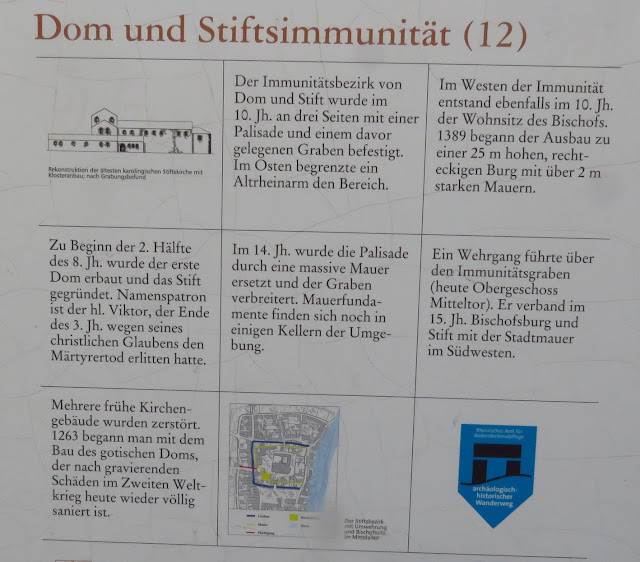 Dom und Stiftsimmunität (12)
Rekonstruktion der ältesten karolingischen Stiftskirche mit
Klosteranbau; nach Grabungsbefund
Zu Beginn der 2. Hälfte
des 8. Jh. wurde der erste
Dom erbaut und das Stift
gegründet. Namenspatron
ist der hl. Viktor, der Ende
des 3. Jh. wegen seines
christlichen Glaubens den
Märtyrertod erlitten hatte.
Mehrere frühe Kirchen-
gebäude wurden zerstört.
1263 begann man mit dem
Bau des gotischen Doms,
der nach gravierenden
Schäden im Zweiten Welt-
krieg heute wieder völlig
saniert ist.
Der Immunitätsbezirk von
Dom und Stift wurde im
10. Jh. an drei Seiten mit einer
Palisade und einem davor
gelegenen Graben befestigt.
Im Osten begrenzte ein
Altrheinarm den Bereich.
Im 14. Jh. wurde die Palisade
durch eine massive Mauer
ersetzt und der Graben
verbreitert. Mauerfunda-
mente finden sich noch in
einigen Kellern der Umge-
bung.
Graben
Mauer
Der Stiftsbezirk
mit Umwehrung
und Bischofssitz,
im Mittelalter
Im Westen der Immunität
entstand ebenfalls im 10. Jh.
der Wohnsitz des Bischofs.
1389 begann der Ausbau zu
einer 25 m hohen, recht-
eckigen Burg mit über 2 m
starken Mauern.
Ein Wehrgang führte über
den Immunitätsgraben
(heute Obergeschoss
Mitteltor). Er verband im
15. Jh. Bischofsburg und
Stift mit der Stadtmauer
im Südwesten.
Rheinisches Amt für
Bodendenkmalpflege
archäologisch-
historischer
Wanderweg